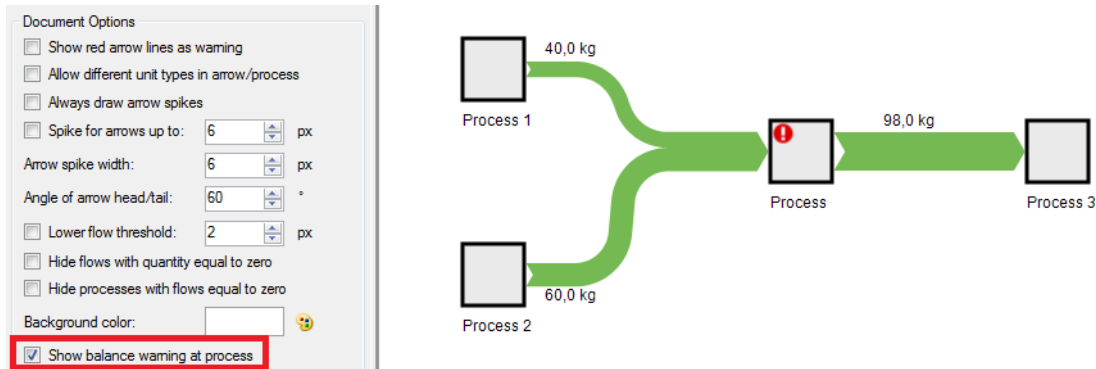 Document Options
Show red arrow lines as warning
Allow different unit types in arrow/process
Always draw arrow spikes
Spike for arrows up to: 6 px
Arrow spike width: 6 px
Angle of arrow head/tail: 60 °
Lower flow threshold: 2 px
Hide flows with quantity equal to zero
Hide processes with flows equal to zero
Background color:
Show balance warning at process
40,0 kg
Process 1
98,0 kg
Process
Process 3
60,0 kg
Process 2